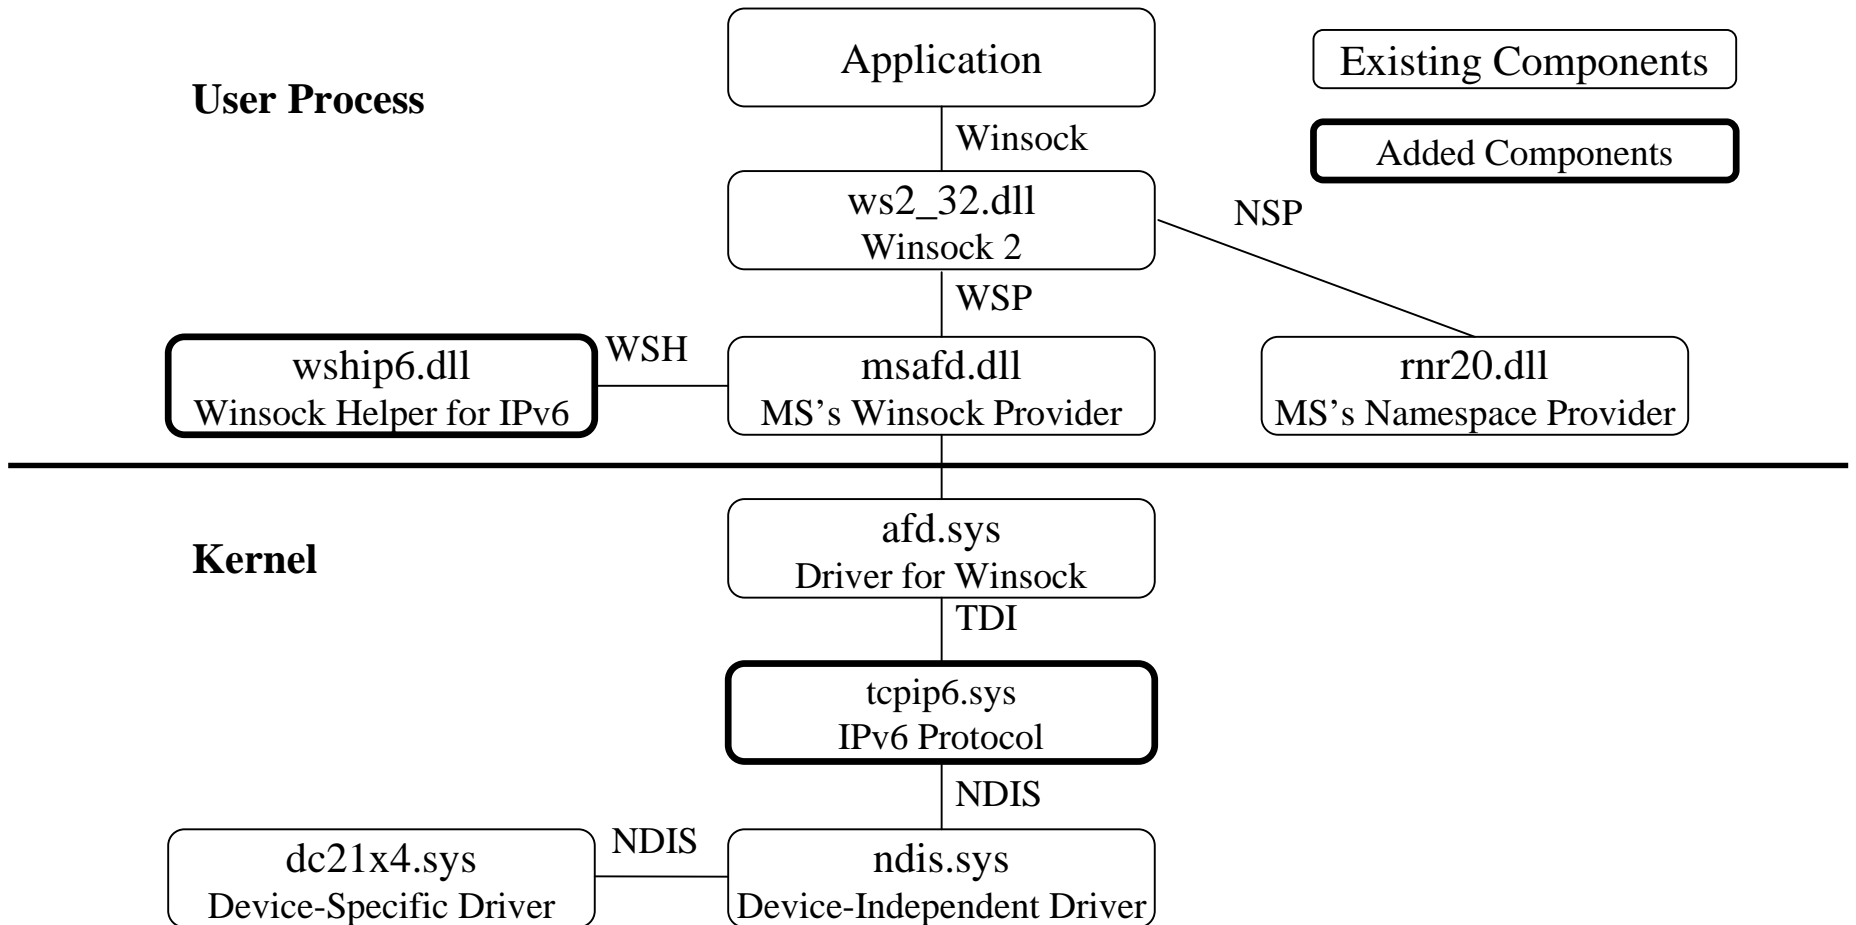 Application
Existing Components
User Process
Winsock
Added Components
ws2_32.dll
Winsock 2
NSP
WSP
WSH
wship6.dll
Winsock Helper for IPv6
msafd.dll
MS’s Winsock Provider
rnr20.dll
MS’s Namespace Provider
Kernel
afd.sys
Driver for Winsock
TDI
tcpip6.sys
IPv6 Protocol
NDIS
NDIS
dc21x4.sys
Device-Specific Driver
ndis.sys
Device-Independent Driver